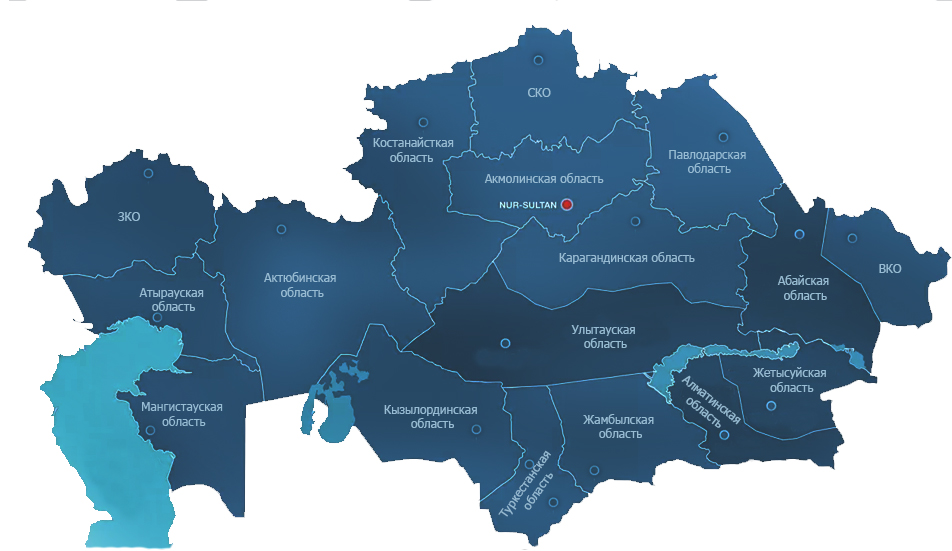 СКО
Костанайсткая
область
Павлодарская
область
Акмолинская область
NUR-SULTAN
ЗКО
Карагандинская область
ВКО
Актюбинская
область
Абайская
область
Атырауская
область
Улытауская
область
Жетысуйская
область
Алматинская
область
Мангистауская
область
Кызылординская
область
Жамбылская
область
Туркестанская
область